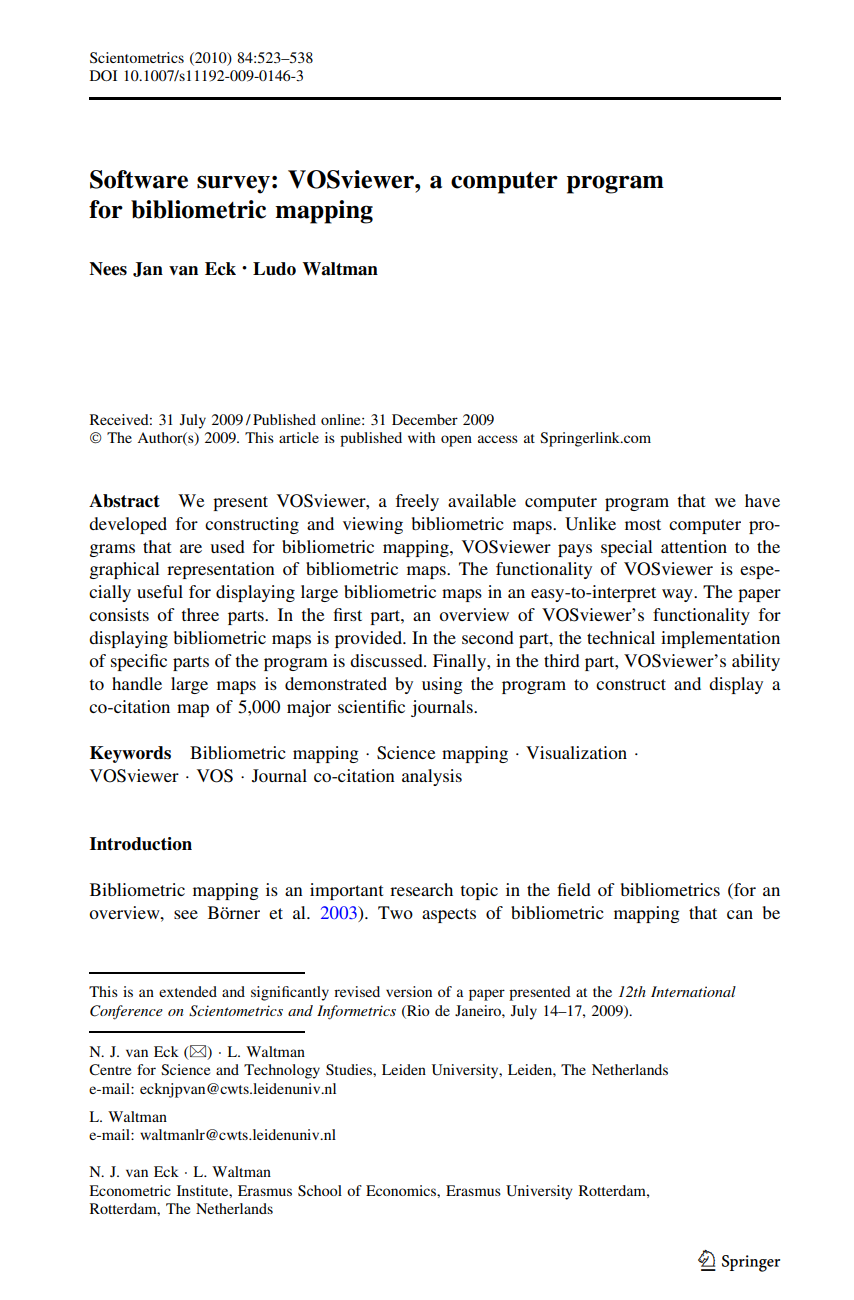 Scientometrics (2010) 84:523–538
DOI 10.1007/s11192-009-0146-3
Software survey: VOSviewer, a computer program
for bibliometric mapping
Nees Jan van Eck · Ludo Waltman
Received: 31 July 2009 / Published online: 31 December 2009
© The Author(s) 2009. This article is published with open access at Springerlink.com
Abstract We present VOSviewer, a freely available computer program that we have
developed for constructing and viewing bibliometric maps. Unlike most computer pro-
grams that are used for bibliometric mapping, VOSviewer pays special attention to the
graphical representation of bibliometric maps. The functionality of VOSviewer is espe-
cially useful for displaying large bibliometric maps in an easy-to-interpret way. The paper
consists of three parts. In the first part, an overview of VOSviewer's functionality for
displaying bibliometric maps is provided. In the second part, the technical implementation
of specific parts of the program is discussed. Finally, in the third part, VOSviewer's ability
to handle large maps is demonstrated by using the program to construct and display a
co-citation map of 5,000 major scientific journals.
Keywords Bibliometric mapping · Science mapping · Visualization ·
VOSviewer · VOS · Journal co-citation analysis
Introduction
Bibliometric mapping is an important research topic in the field of bibliometrics (for an
overview, see Börner et al. 2003). Two aspects of bibliometric mapping that can be
This is an extended and significantly revised version of a paper presented at the 12th International
Conference on Scientometrics and Informetrics (Rio de Janeiro, July 14–17, 2009).
N. J. van Eck (✉) · L. Waltman
Centre for Science and Technology Studies, Leiden University, Leiden, The Netherlands
e-mail: ecknjpvan@cwts.leidenuniv.nl
L. Waltman
e-mail: waltmanlr@cwts.leidenuniv.nl
N. J. van Eck · L. Waltman
Econometric Institute, Erasmus School of Economics, Erasmus University Rotterdam,
Rotterdam, The Netherlands
Springer